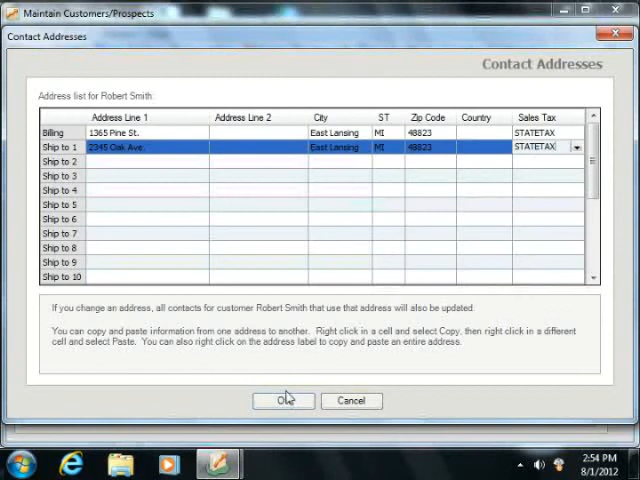 Maintain Customers/Prospects
Contact Addresses
Contact Addresses
Address list for Robert Smith:
Address Line 1 Address Line 2 City ST Zip Code Country Sales Tax
Billing 1365 Pine St. East Lansing MI 48823 STATETAX
Ship to 1 2345 Oak Ave. East Lansing MI 48823 STATETAX
Ship to 2
Ship to 3
Ship to 4
Ship to 5
Ship to 6
Ship to 7
Ship to 8
Ship to 9
Ship to 10
If you change an address, all contacts for customer Robert Smith that use that address will also be updated.
You can copy and paste information from one address to another. Right click in a cell and select Copy, then right click in a different
cell and select Paste. You can also right click on the address label to copy and paste an entire address.
Cancel
2:54 PM
8/1/2012